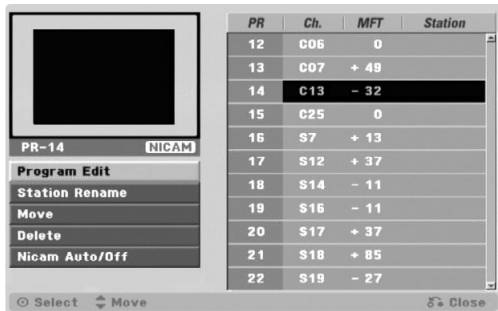 PR Ch. MFT Station
12 C06 0
13 C07 + 49
14 C13 - 32
15 C25 0
16 S7 + 13
17 S12 + 37
18 S14 - 11
19 S16 - 11
20 S17 + 37
21 S18 + 85
22 S19 - 27
PR-14 NICAM
Program Edit
Station Rename
Move
Delete
Nicam Auto/Off
Select Move Close